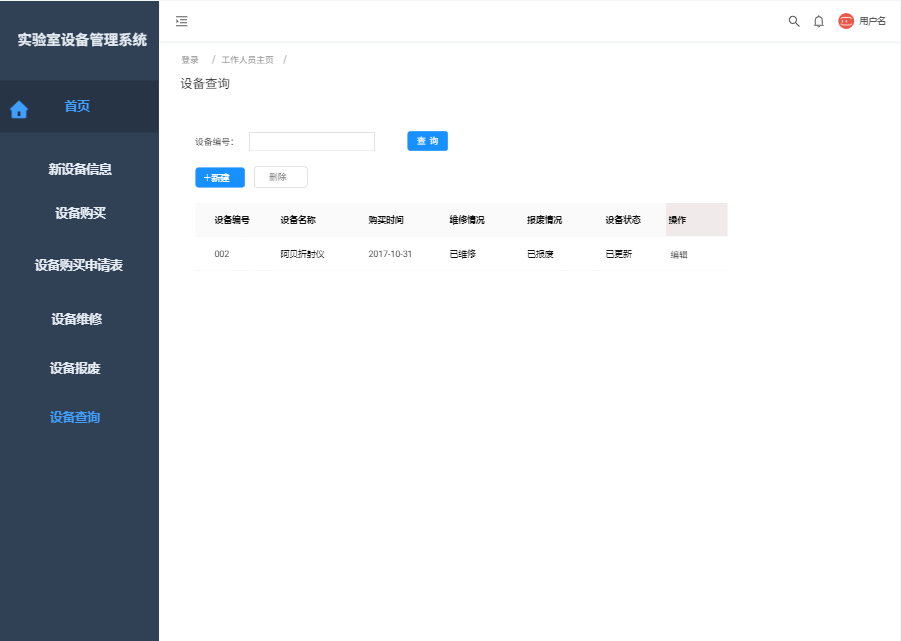 实验室设备管理系统
用户名
首页
新设备信息
设备购买
设备购买申请表
设备维修
设备报废
设备查询
登录 / 工作人员主页 /
设备查询
设备编号: 查 询
+新建 删除
设备编号 设备名称 购买时间 维修情况 报废情况 设备状态 操作
002 阿贝折射仪 2017-10-31 已维修 已报废 已更新 编辑